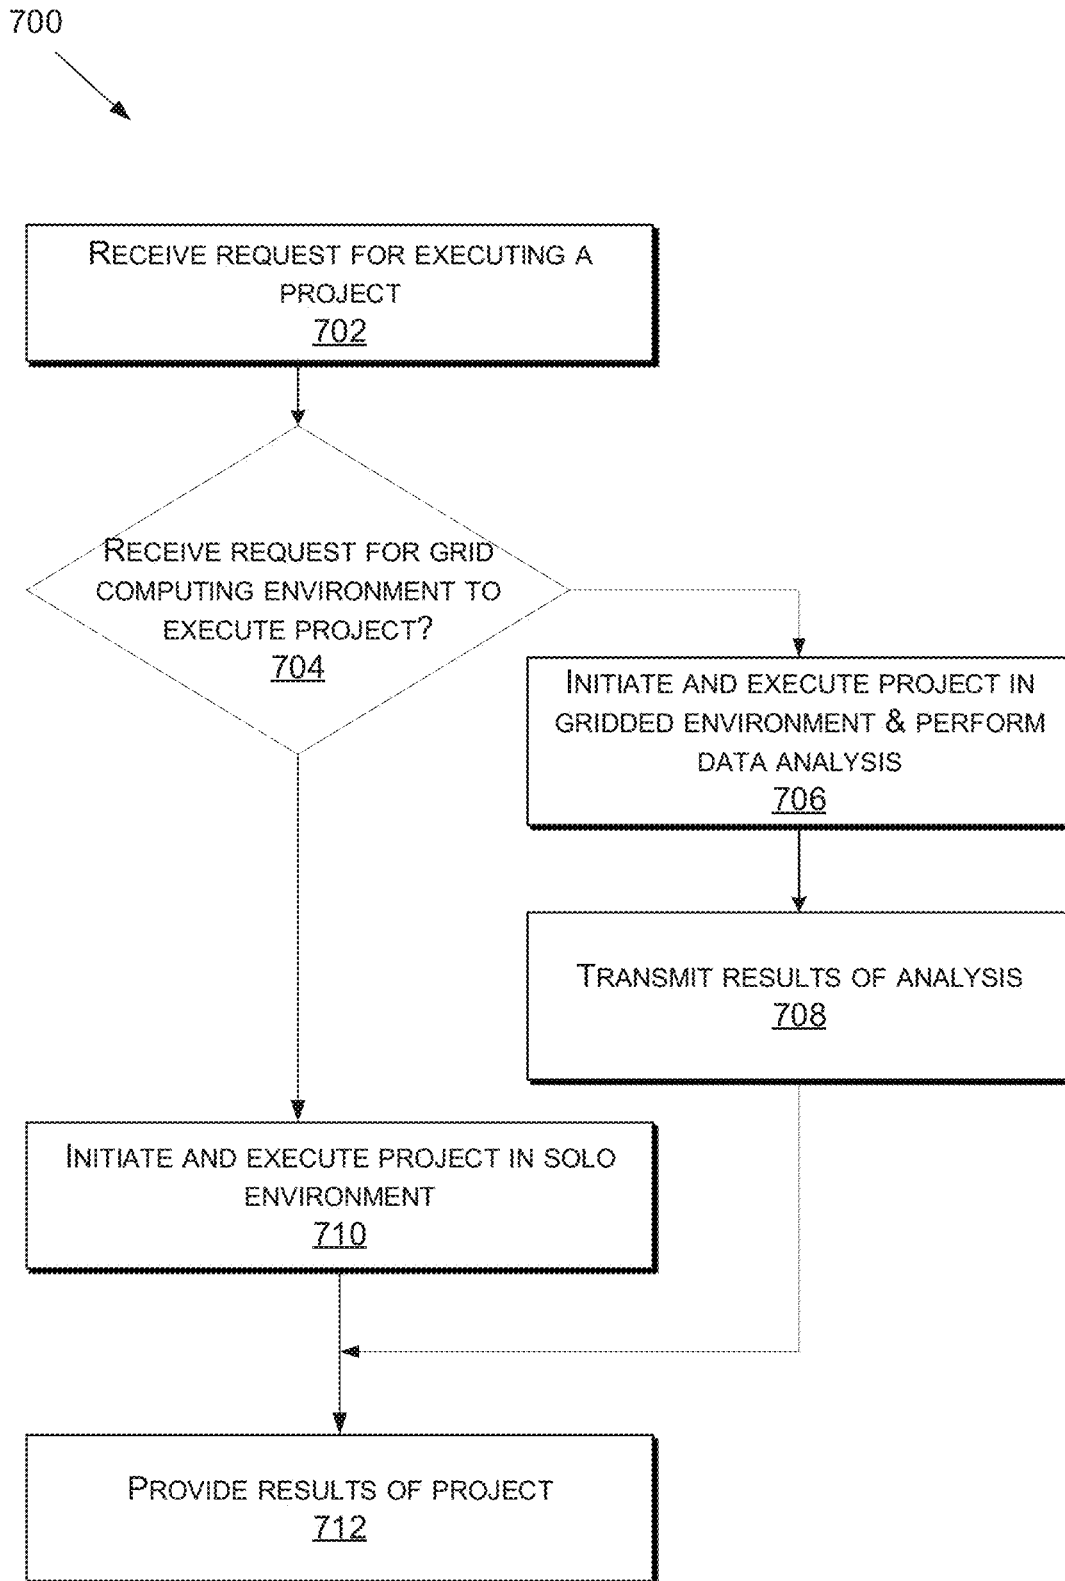 700
RECEIVE REQUEST FOR EXECUTING A
PROJECT
702
RECEIVE REQUEST FOR GRID
COMPUTING ENVIRONMENT TO
EXECUTE PROJECT?
704
INITIATE AND EXECUTE PROJECT IN
GRIDDED ENVIRONMENT & PERFORM
DATA ANALYSIS
706
TRANSMIT RESULTS OF ANALYSIS
708
INITIATE AND EXECUTE PROJECT IN SOLO
ENVIRONMENT
710
PROVIDE RESULTS OF PROJECT
712